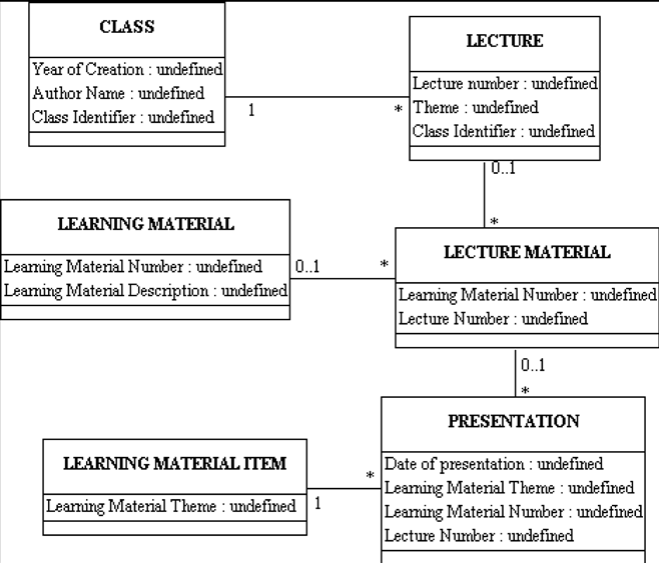 CLASS
Year of Creation : undefined
Author Name : undefined
Class Identifier : undefined
1
*
LECTURE
Lecture number : undefined
Theme : undefined
Class Identifier : undefined
0..1
*
LEARNING MATERIAL
Learning Material Number : undefined
Learning Material Description : undefined
0..1
*
LECTURE MATERIAL
Learning Material Number : undefined
Lecture Number : undefined
0..1
*
LEARNING MATERIAL ITEM
Learning Material Theme : undefined
1
*
PRESENTATION
Date of presentation : undefined
Learning Material Theme : undefined
Learning Material Number : undefined
Lecture Number : undefined